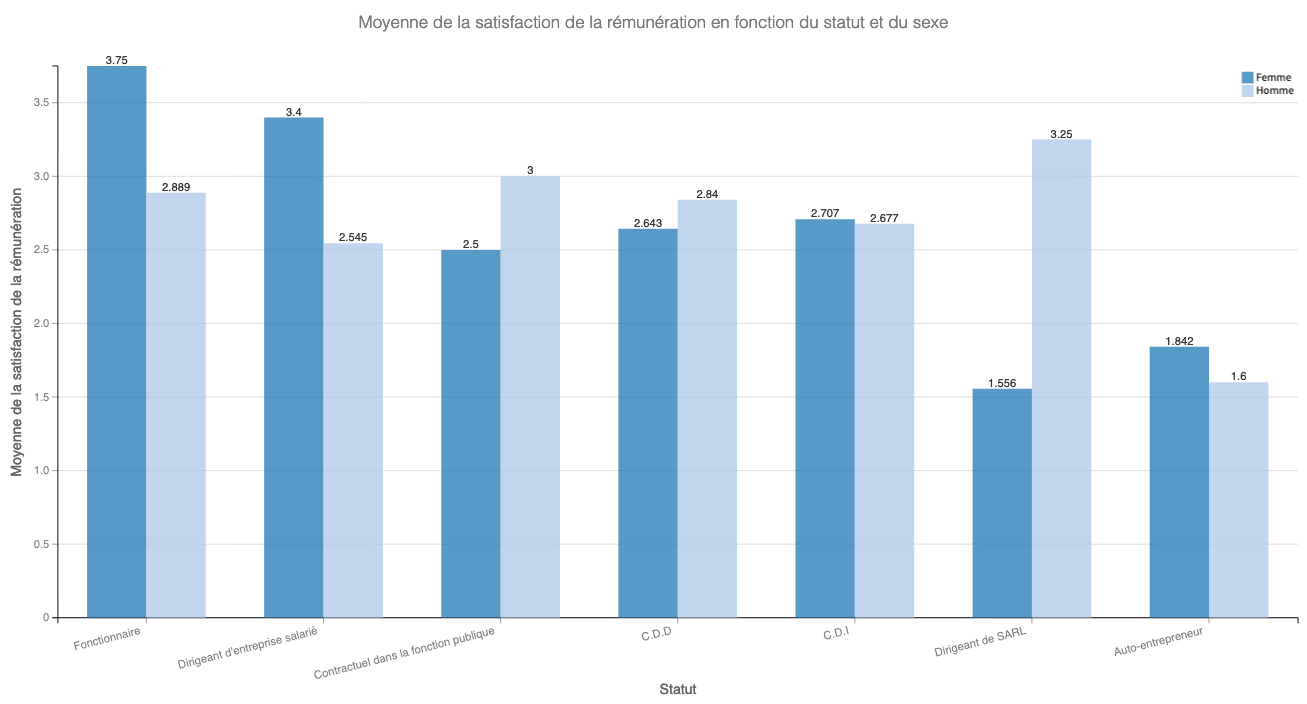 Moyenne de la satisfaction de la rémunération en fonction du statut et du sexe
Femme
Homme
Moyenne de la satisfaction de la rémunération
3.5
3.0
2.5
2.0
1.5
1.0
0.5
0
3.75
2.889
3.4
2.545
2.5
3
2.643
2.84
2.707
2.677
1.556
3.25
1.842
1.6
Fonctionnaire
Dirigeant d'entreprise salarié
Contractuel dans la fonction publique
C.D.D
C.D.I
Dirigeant de SARL
Auto-entrepreneur
Statut